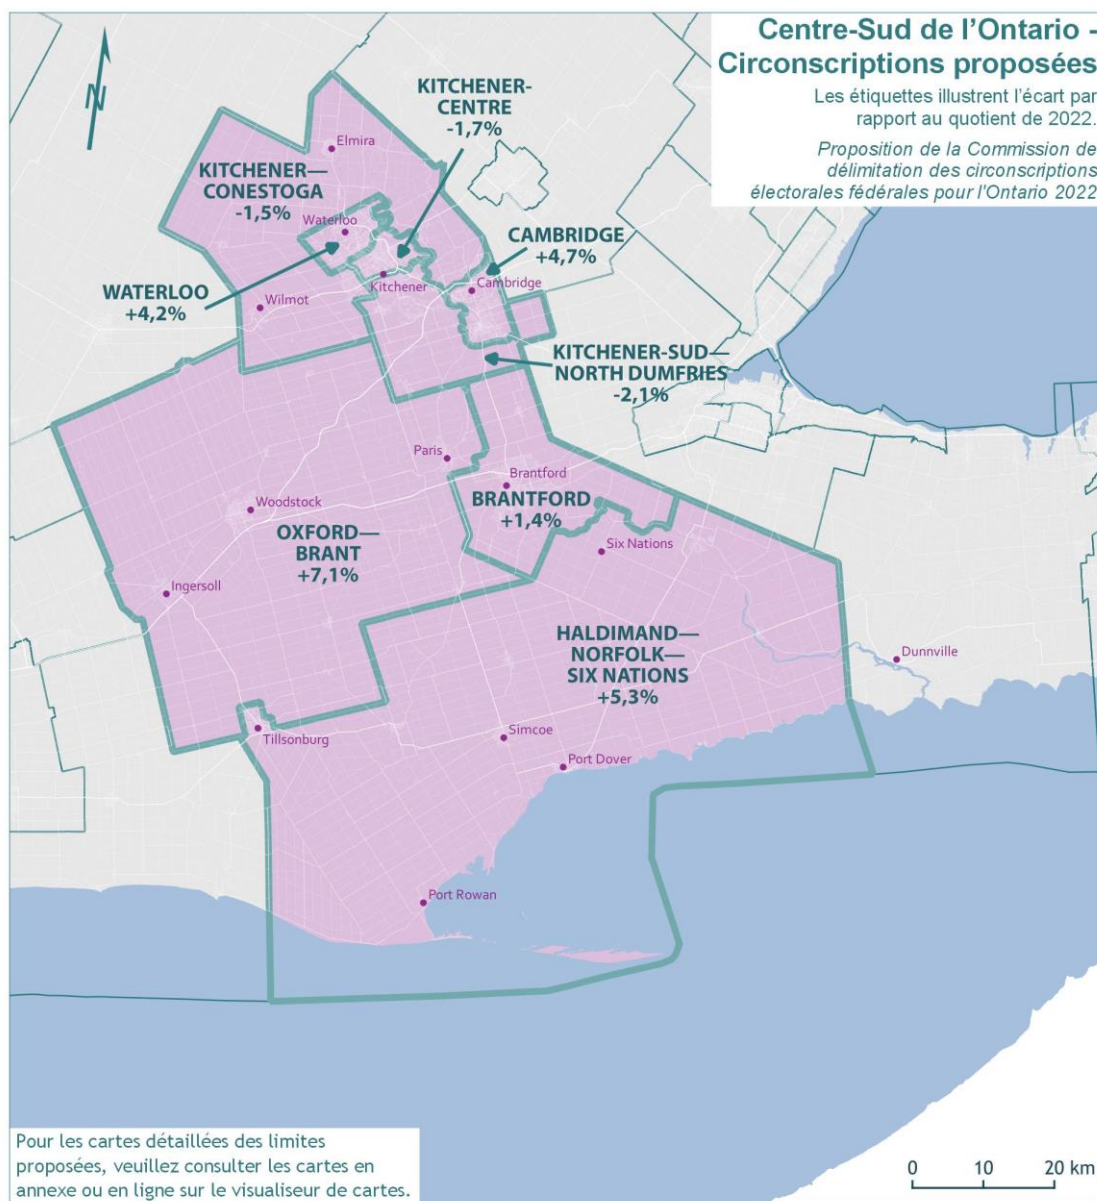 Centre-Sud de l'Ontario -
Circonscriptions proposées
Les étiquettes illustrent l'écart par
rapport au quotient de 2022.
Proposition de la Commission de
délimitation des circonscriptions
électorales fédérales pour l'Ontario 2022
N
KITCHENER-
CENTRE
-1,7%
Elmira
KITCHENER—
CONESTOGA
-1,5%
Waterloo
CAMBRIDGE
+4,7%
Kitchener
Cambridge
WATERLOO
+4,2%
Wilmot
KITCHENER-SUD—
NORTH DUMFRIES
-2,1%
Paris
Brantford
BRANTFORD
+1,4%
Woodstock
OXFORD—
BRANT
+7,1%
Six Nations
Ingersoll
HALDIMAND—
NORFOLK—
SIX NATIONS
+5,3%
Dunnville
Tillsonburg
Simcoe
Port Dover
Port Rowan
Pour les cartes détaillées des limites
proposées, veuillez consulter les cartes en
annexe ou en ligne sur le visualiseur de cartes.
0 10 20 km